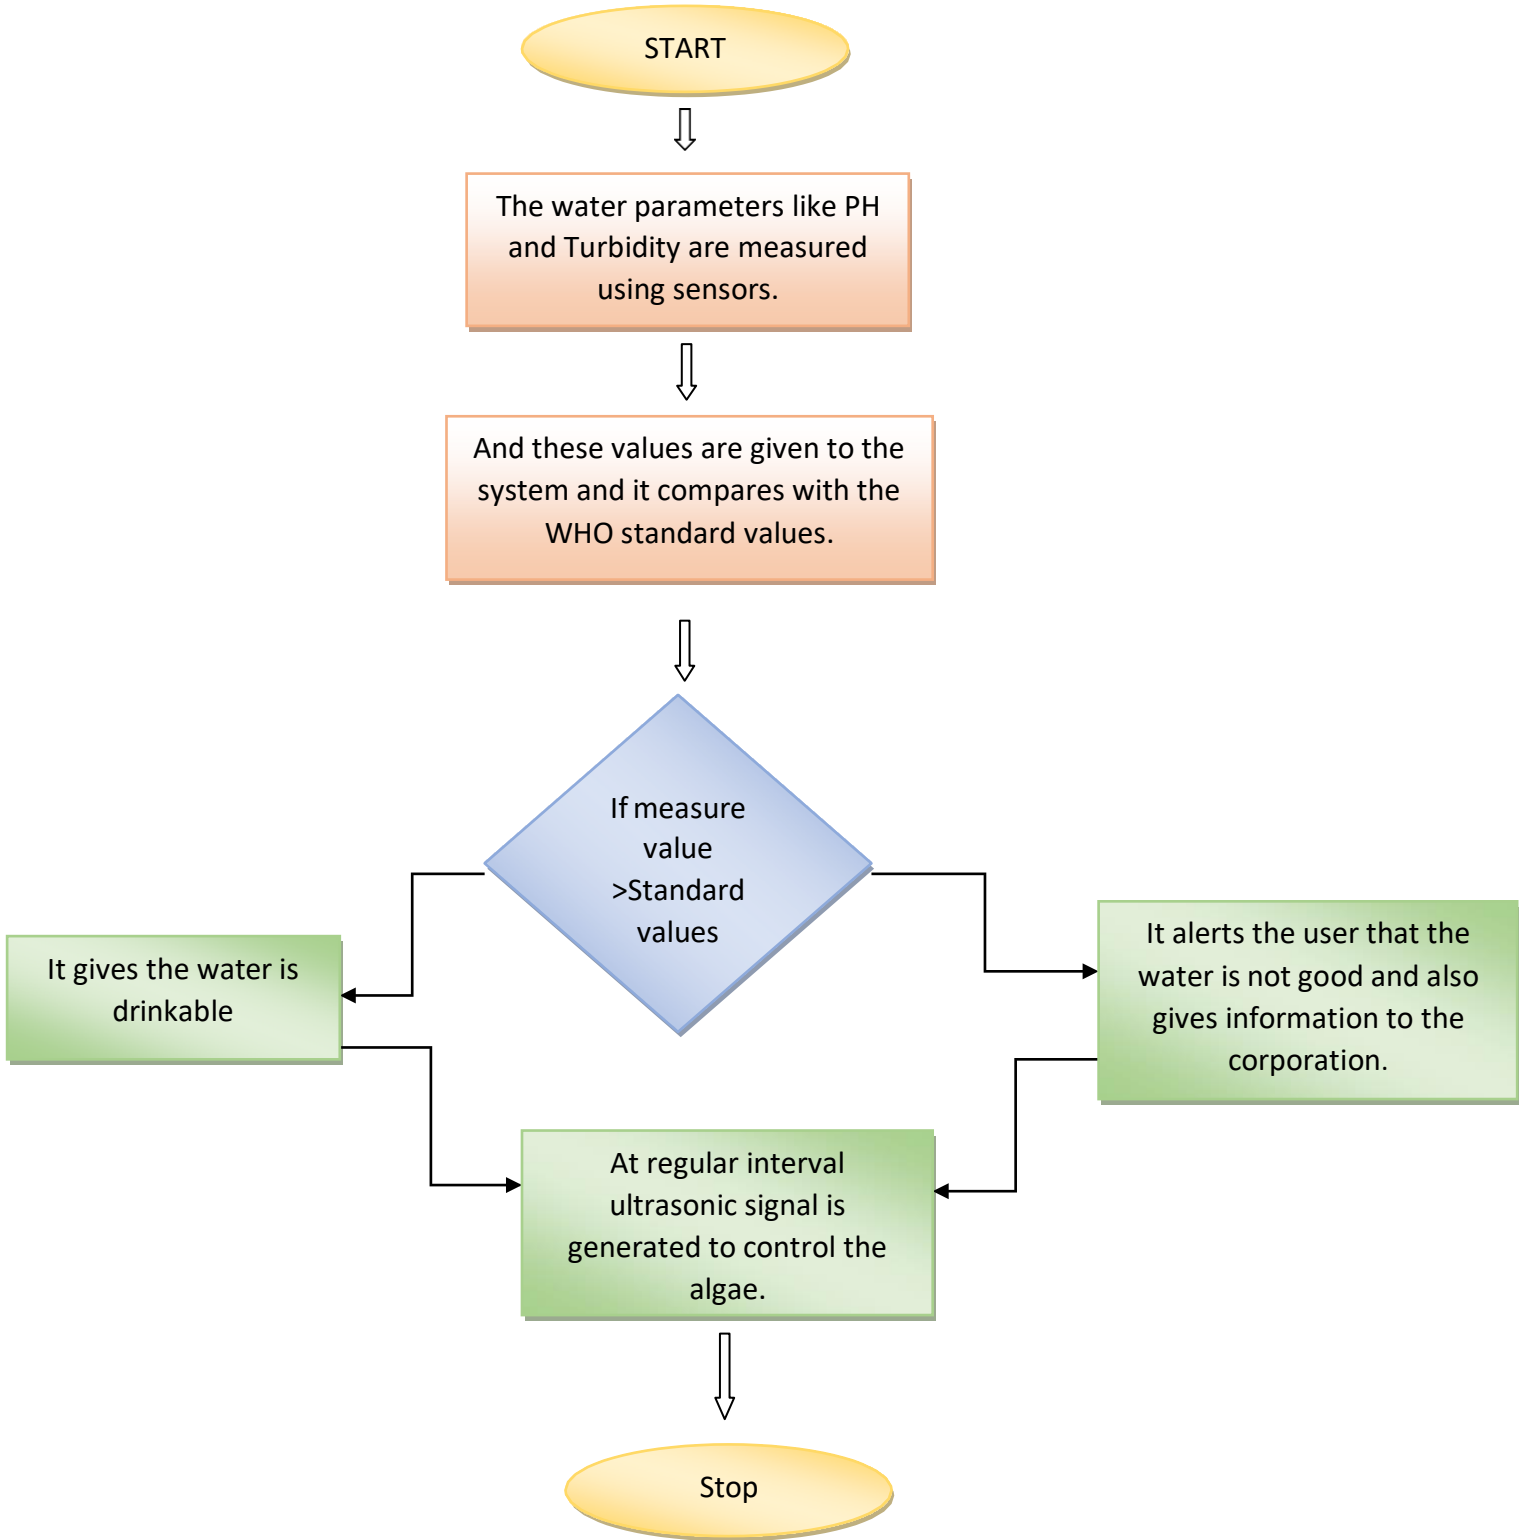 START
The water parameters like PH
and Turbidity are measured
using sensors.
And these values are given to the
system and it compares with the
WHO standard values.
If measure
value
>Standard
values
It gives the water is
drinkable
It alerts the user that the
water is not good and also
gives information to the
corporation.
At regular interval
ultrasonic signal is
generated to control the
algae.
Stop